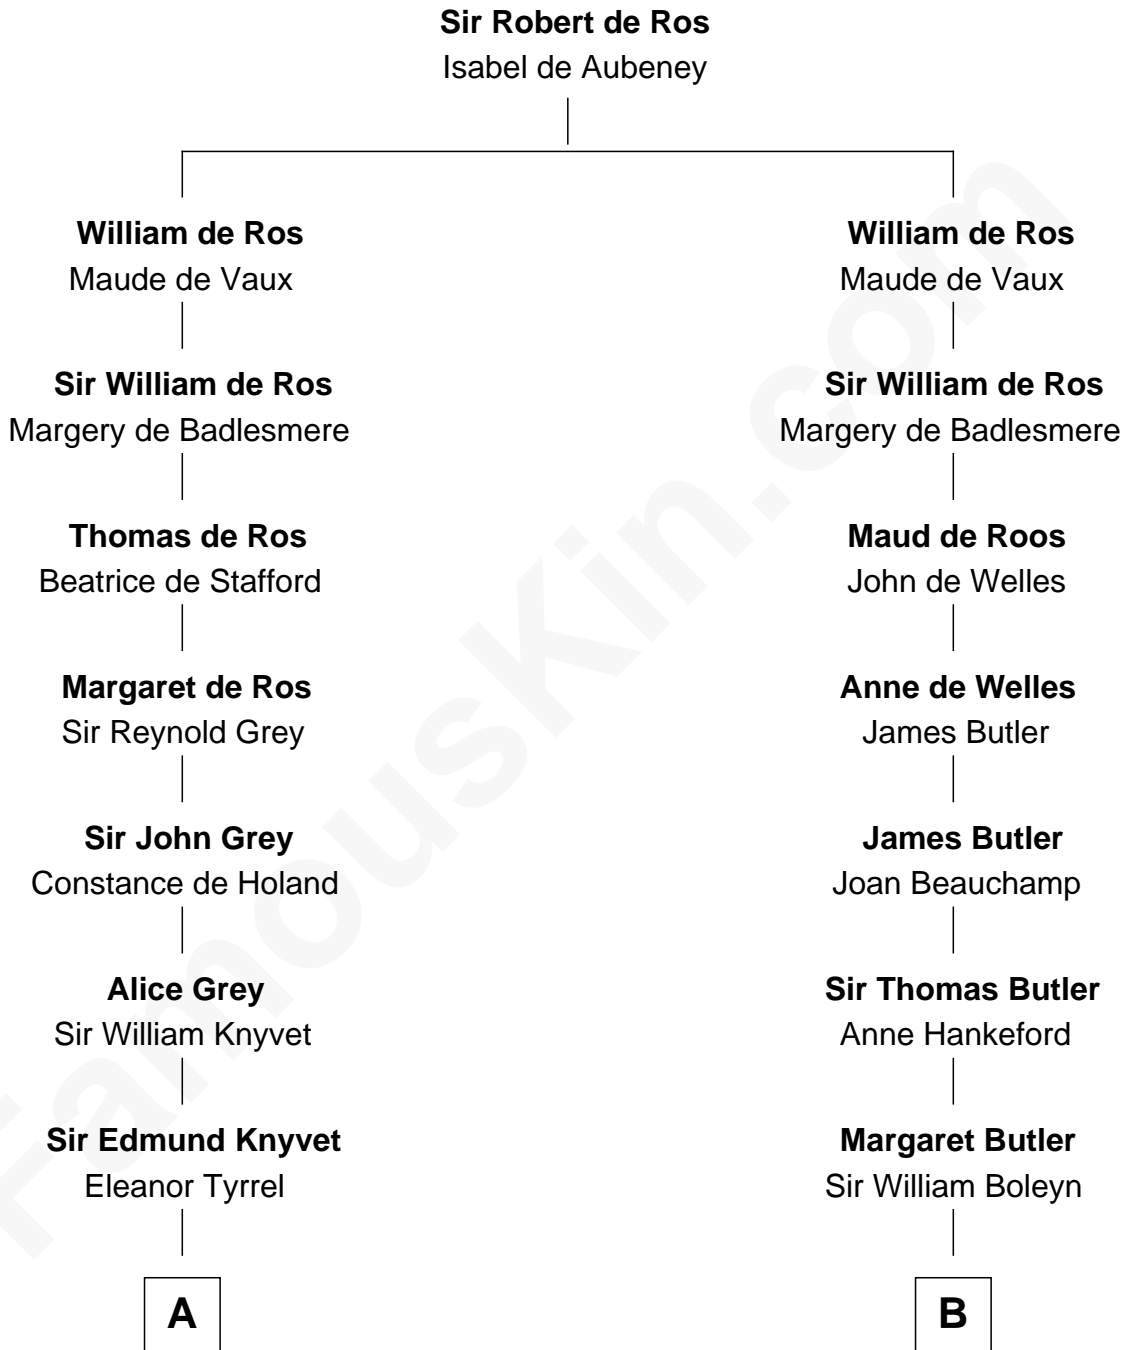 Sir Robert de Ros
Isabel de Aubeney
William de Ros
Maude de Vaux
Sir William de Ros
Margery de Badlesmere
Thomas de Ros
Beatrice de Stafford
Margaret de Ros
Sir Reynold Grey
Sir John Grey
Constance de Holand
Alice Grey
Sir William Knyvet
Sir Edmund Knyvet
Eleanor Tyrrel
A
William de Ros
Maude de Vaux
Sir William de Ros
Margery de Badlesmere
Maud de Roos
John de Welles
Anne de Welles
James Butler
James Butler
Joan Beauchamp
Sir Thomas Butler
Anne Hankeford
Margaret Butler
Sir William Boleyn
B
FamousKin.com